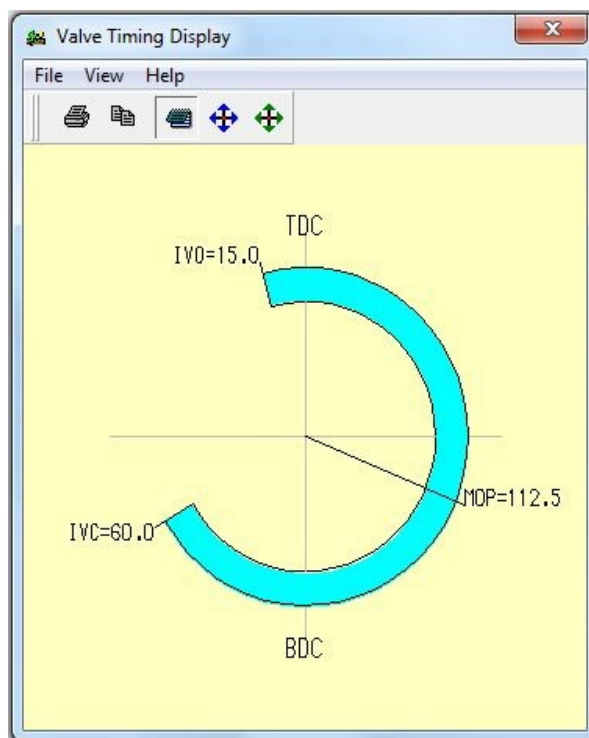 Valve Timing Display
File View Help
TDC
IVO=15.0
MOP=112.5
IVC=60.0
BDC